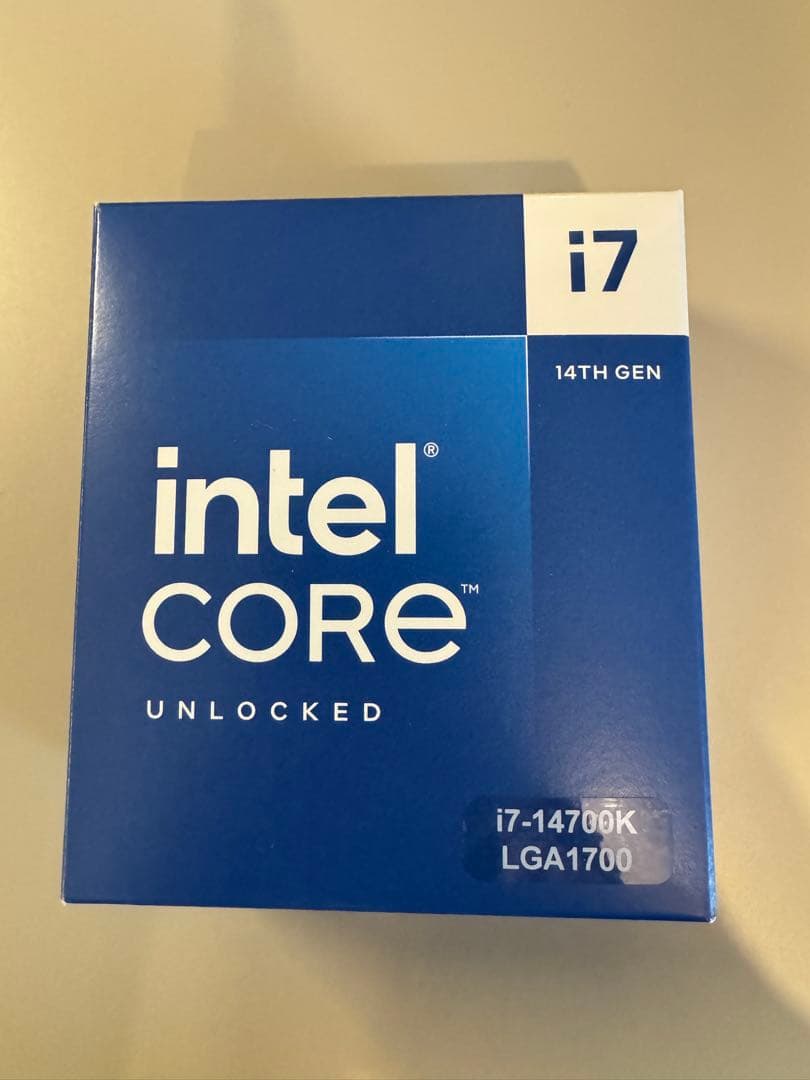 i7
14TH GEN
intel®
CORE™
UNLOCKED
i7-14700K
LGA1700